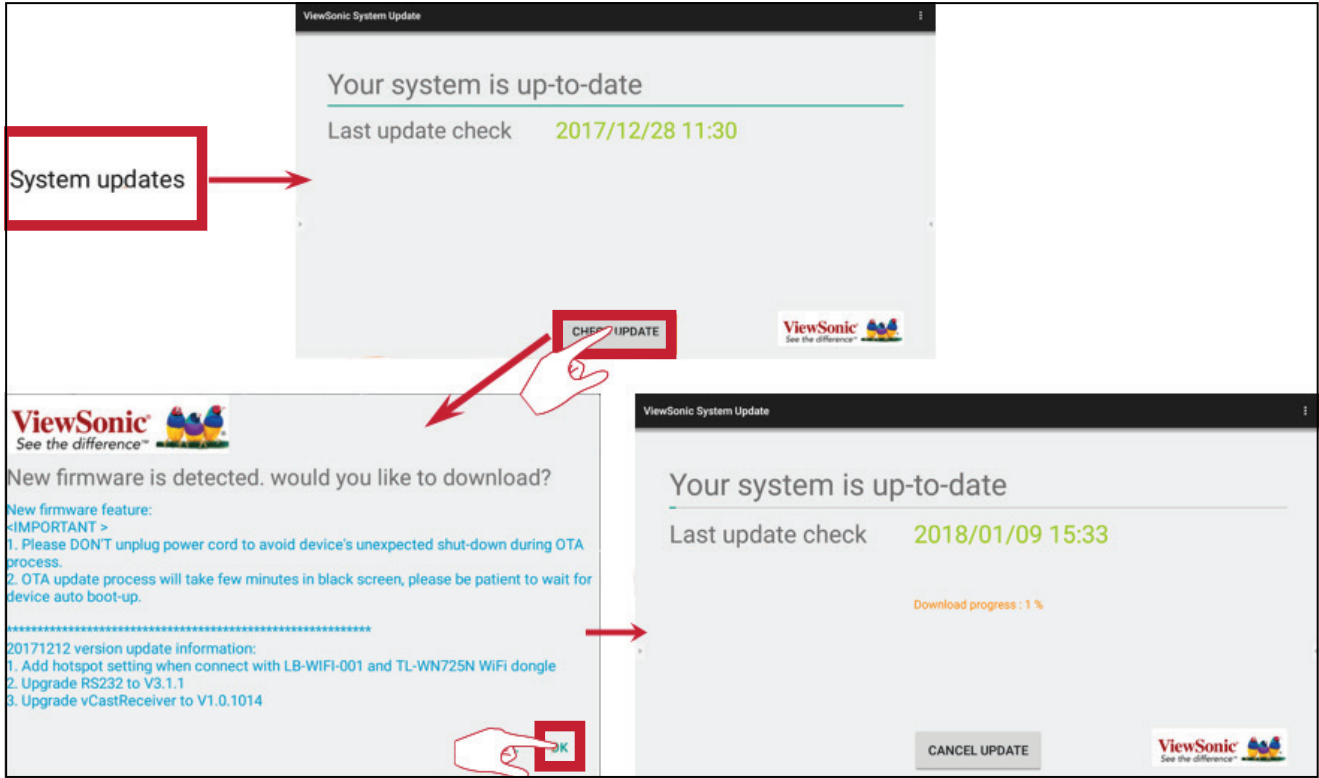 ViewSonic System Update
Your system is up-to-date
Last update check 2017/12/28 11:30
System updates
UPDATE
ViewSonic®
See the difference™
ViewSonic®
See the difference™
New firmware is detected. would you like to download?
New firmware feature:
<IMPORTANT >
1. Please DON'T unplug power cord to avoid device's unexpected shut-down during OTA
process.
2. OTA update process will take few minutes in black screen, please be patient to wait for
device auto boot-up.
***********************************************************
20171212 version update information:
1. Add hotspot setting when connect with LB-WIFI-001 and TL-WN725N WiFi dongle
2. Upgrade RS232 to V3.1.1
3. Upgrade vCastReceiver to V1.0.1014
OK
ViewSonic System Update
Your system is up-to-date
Last update check 2018/01/09 15:33
Download progress : 1 %
CANCEL UPDATE
ViewSonic®
See the difference™